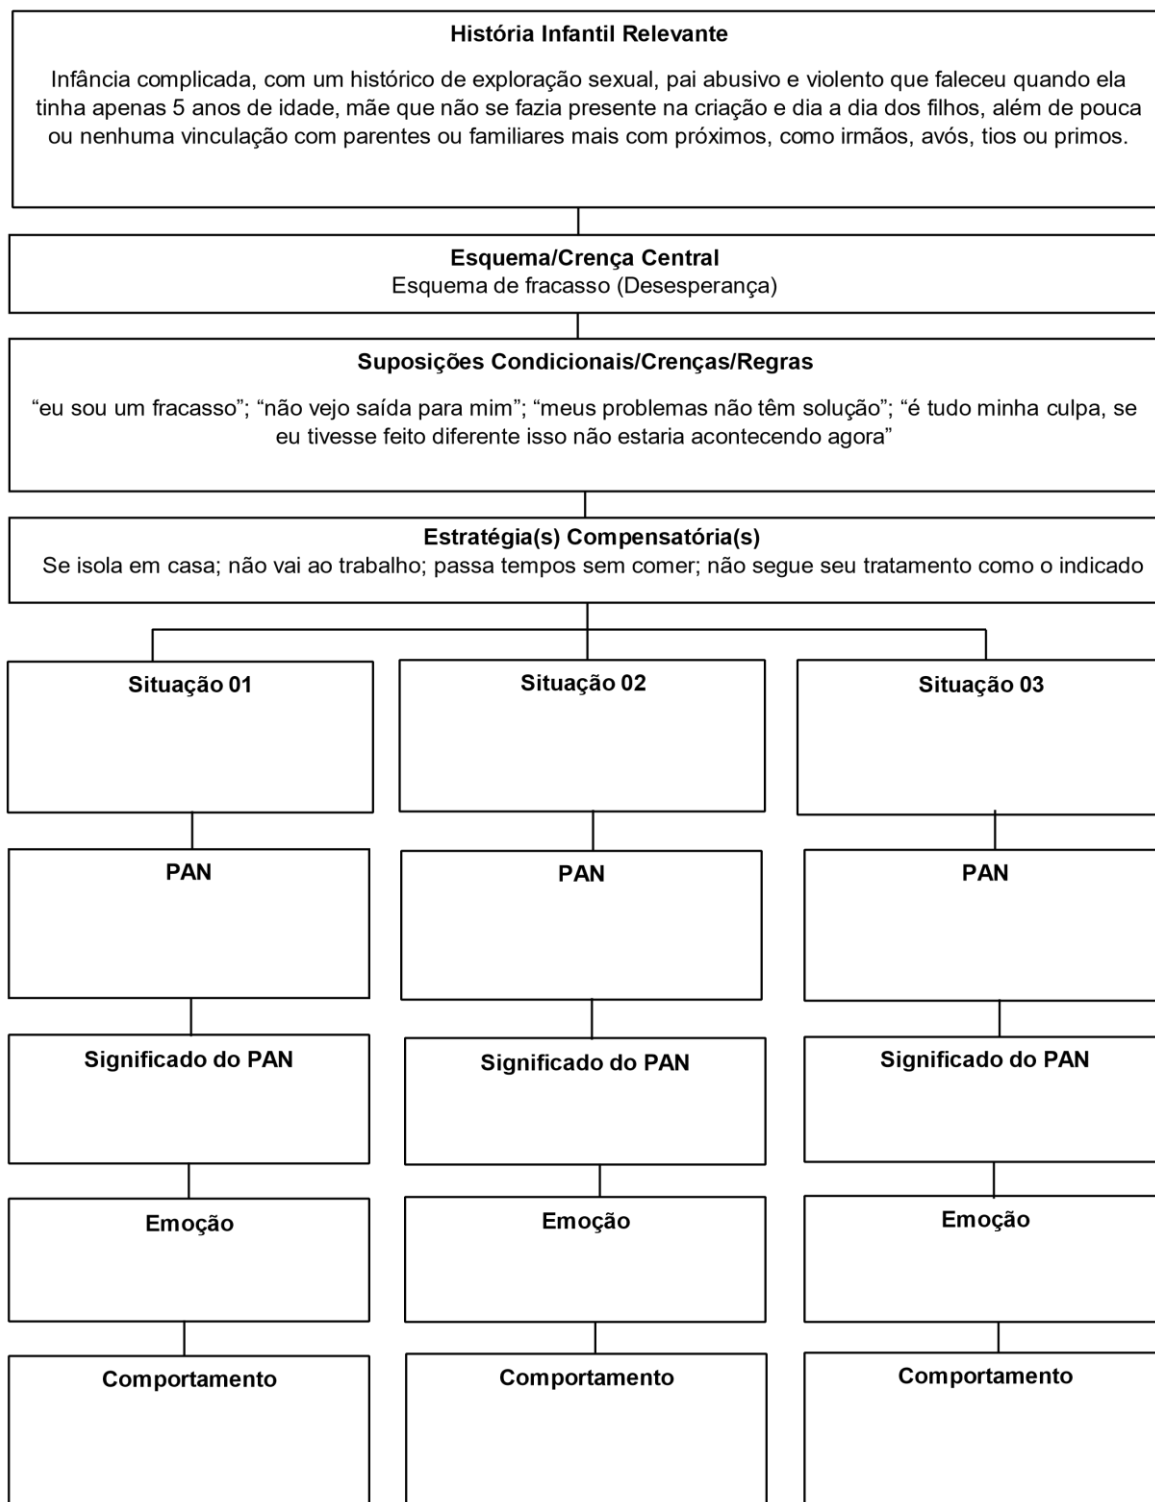 História Infantil Relevante
Infância complicada, com um histórico de exploração sexual, pai abusivo e violento que faleceu quando ela
tinha apenas 5 anos de idade, mãe que não se fazia presente na criação e dia a dia dos filhos, além de pouca
ou nenhuma vinculação com parentes ou familiares mais com próximos, como irmãos, avós, tios ou primos.
Esquema/Crença Central
Esquema de fracasso (Desesperança)
Suposições Condicionais/Crenças/Regras
“eu sou um fracasso”; “não vejo saída para mim”; “meus problemas não têm solução”; “é tudo minha culpa, se
eu tivesse feito diferente isso não estaria acontecendo agora”
Estratégia(s) Compensatória(s)
Se isola em casa; não vai ao trabalho; passa tempos sem comer; não segue seu tratamento como o indicado
Situação 01
Situação 02
Situação 03
PAN
PAN
PAN
Significado do PAN
Significado do PAN
Significado do PAN
Emoção
Emoção
Emoção
Comportamento
Comportamento
Comportamento